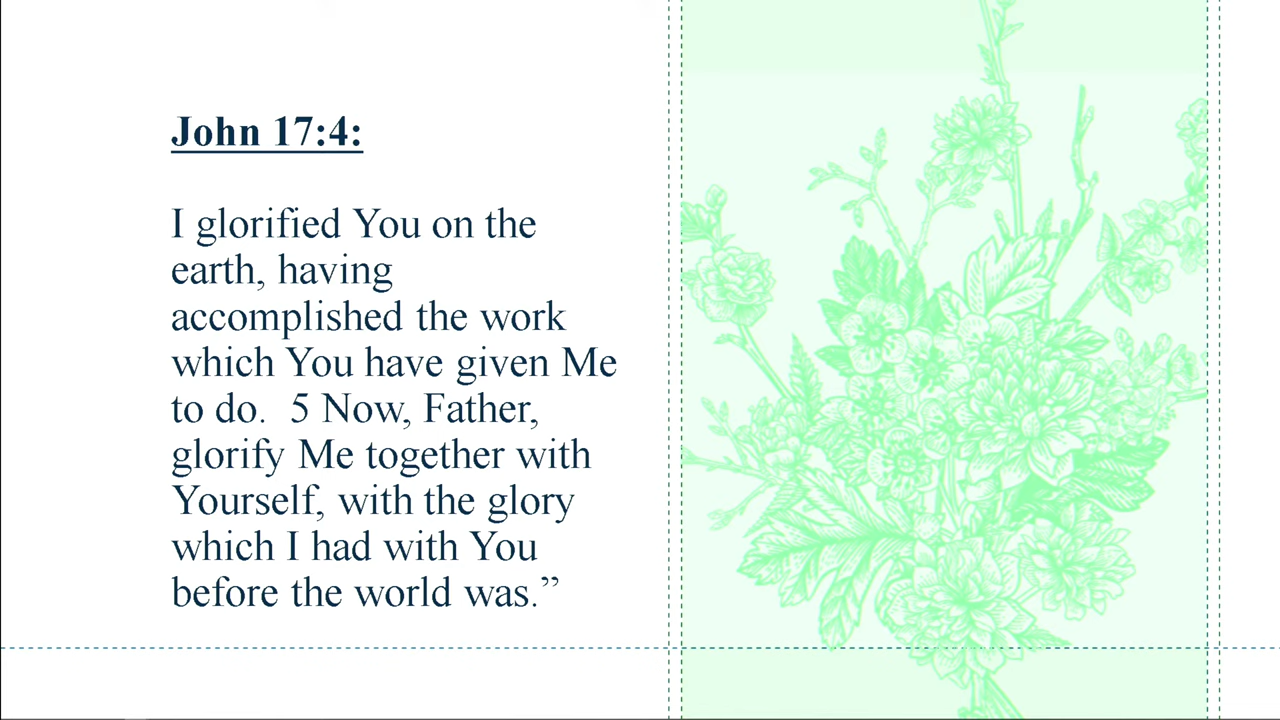 John 17:4:
I glorified You on the
earth, having
accomplished the work
which You have given Me
to do.  5 Now, Father,
glorify Me together with
Yourself, with the glory
which I had with You
before the world was.”